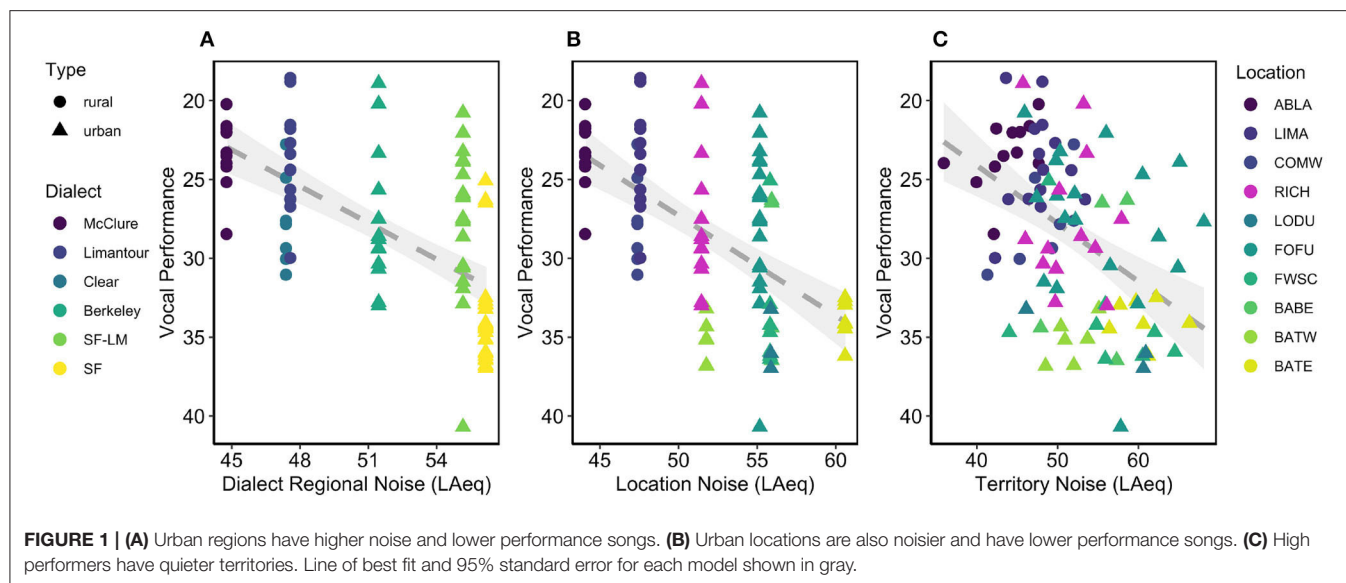 A
B
C
Type
rural
urban
Dialect
McClure
Limantour
Clear
Berkeley
SF-LM
SF
Vocal Performance
20
25
30
35
40
45
48
51
54
Dialect Regional Noise (LAeq)
Vocal Performance
20
25
30
35
40
45
50
55
60
Location Noise (LAeq)
Vocal Performance
20
25
30
35
40
40
50
60
Territory Noise (LAeq)
Location
ABLA
LIMA
COMW
RICH
LODU
FOFU
FWSC
BABE
BATW
BATE
FIGURE 1 | (A) Urban regions have higher noise and lower performance songs. (B) Urban locations are also noisier and have lower performance songs. (C) High
performers have quieter territories. Line of best fit and 95% standard error for each model shown in gray.